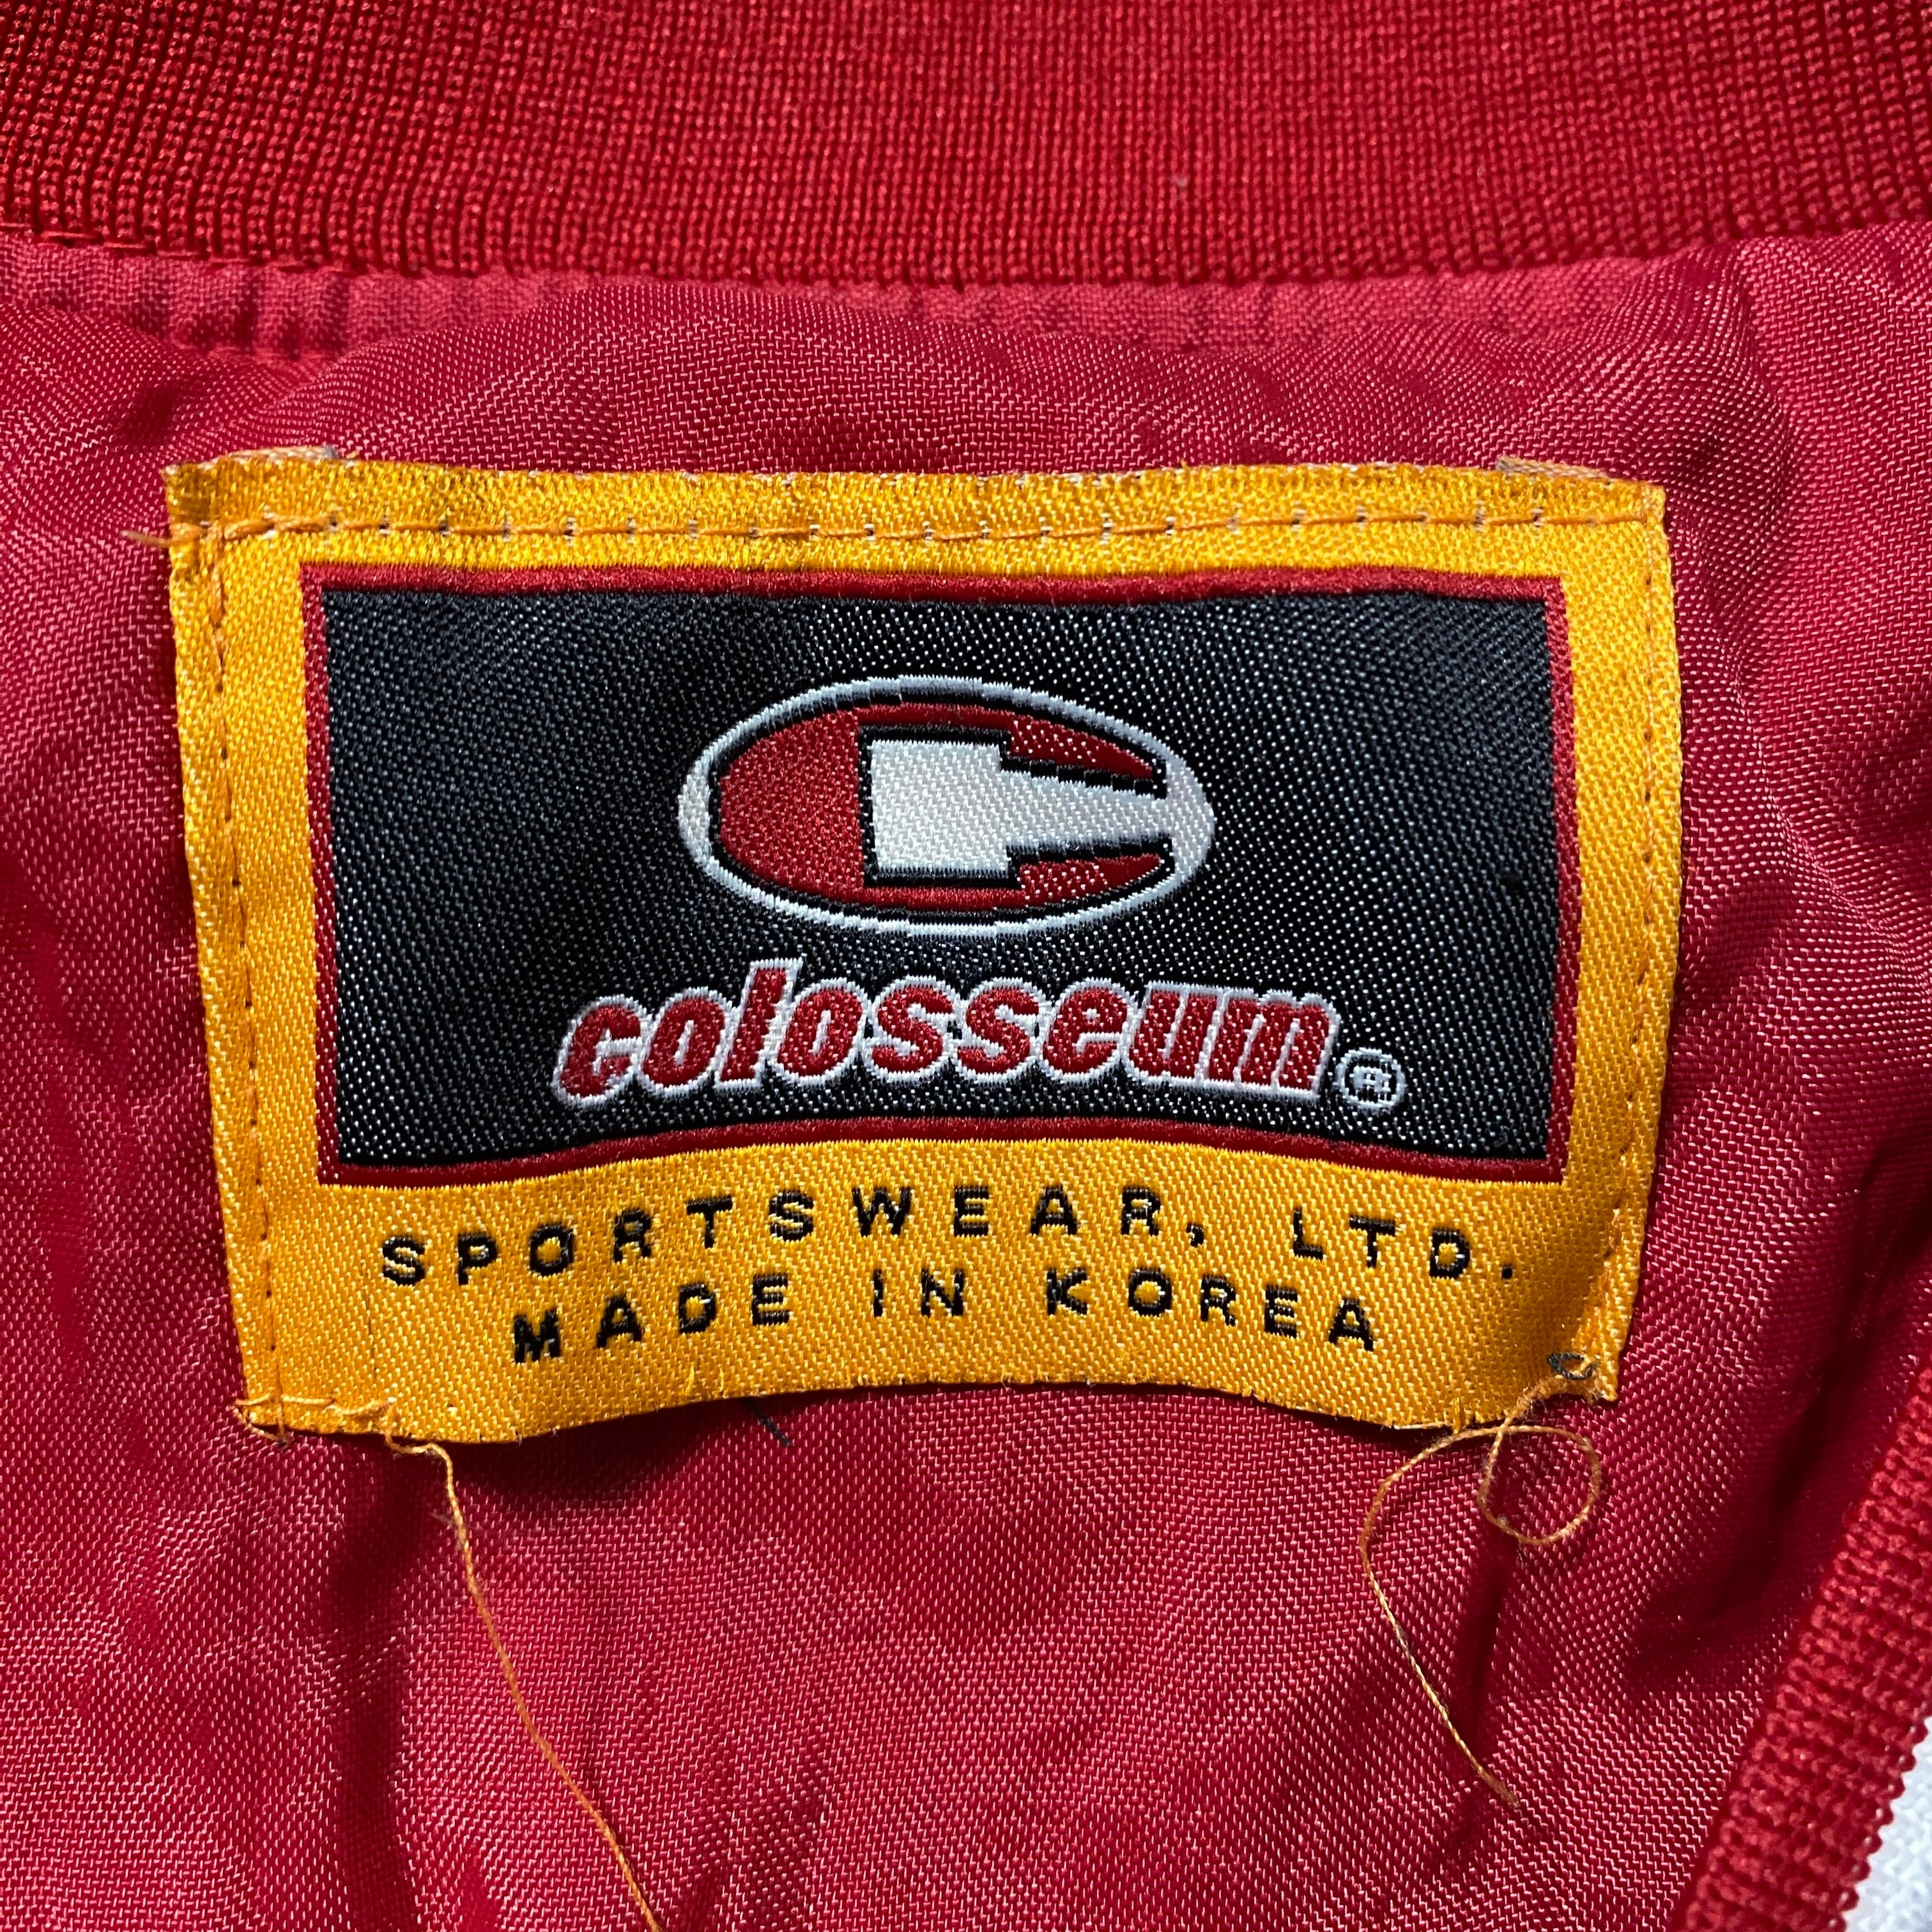 colosseum®
SPORTSWEAR, LTD.
MADE IN KOREA